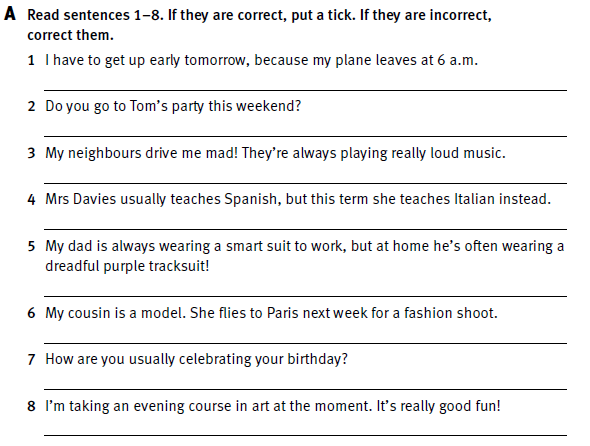 A Read sentences 1–8. If they are correct, put a tick. If they are incorrect,
correct them.
1 I have to get up early tomorrow, because my plane leaves at 6 a.m.
2 Do you go to Tom's party this weekend?
3 My neighbours drive me mad! They're always playing really loud music.
4 Mrs Davies usually teaches Spanish, but this term she teaches Italian instead.
5 My dad is always wearing a smart suit to work, but at home he's often wearing a
dreadful purple tracksuit!
6 My cousin is a model. She flies to Paris next week for a fashion shoot.
7 How are you usually celebrating your birthday?
8 I'm taking an evening course in art at the moment. It's really good fun!